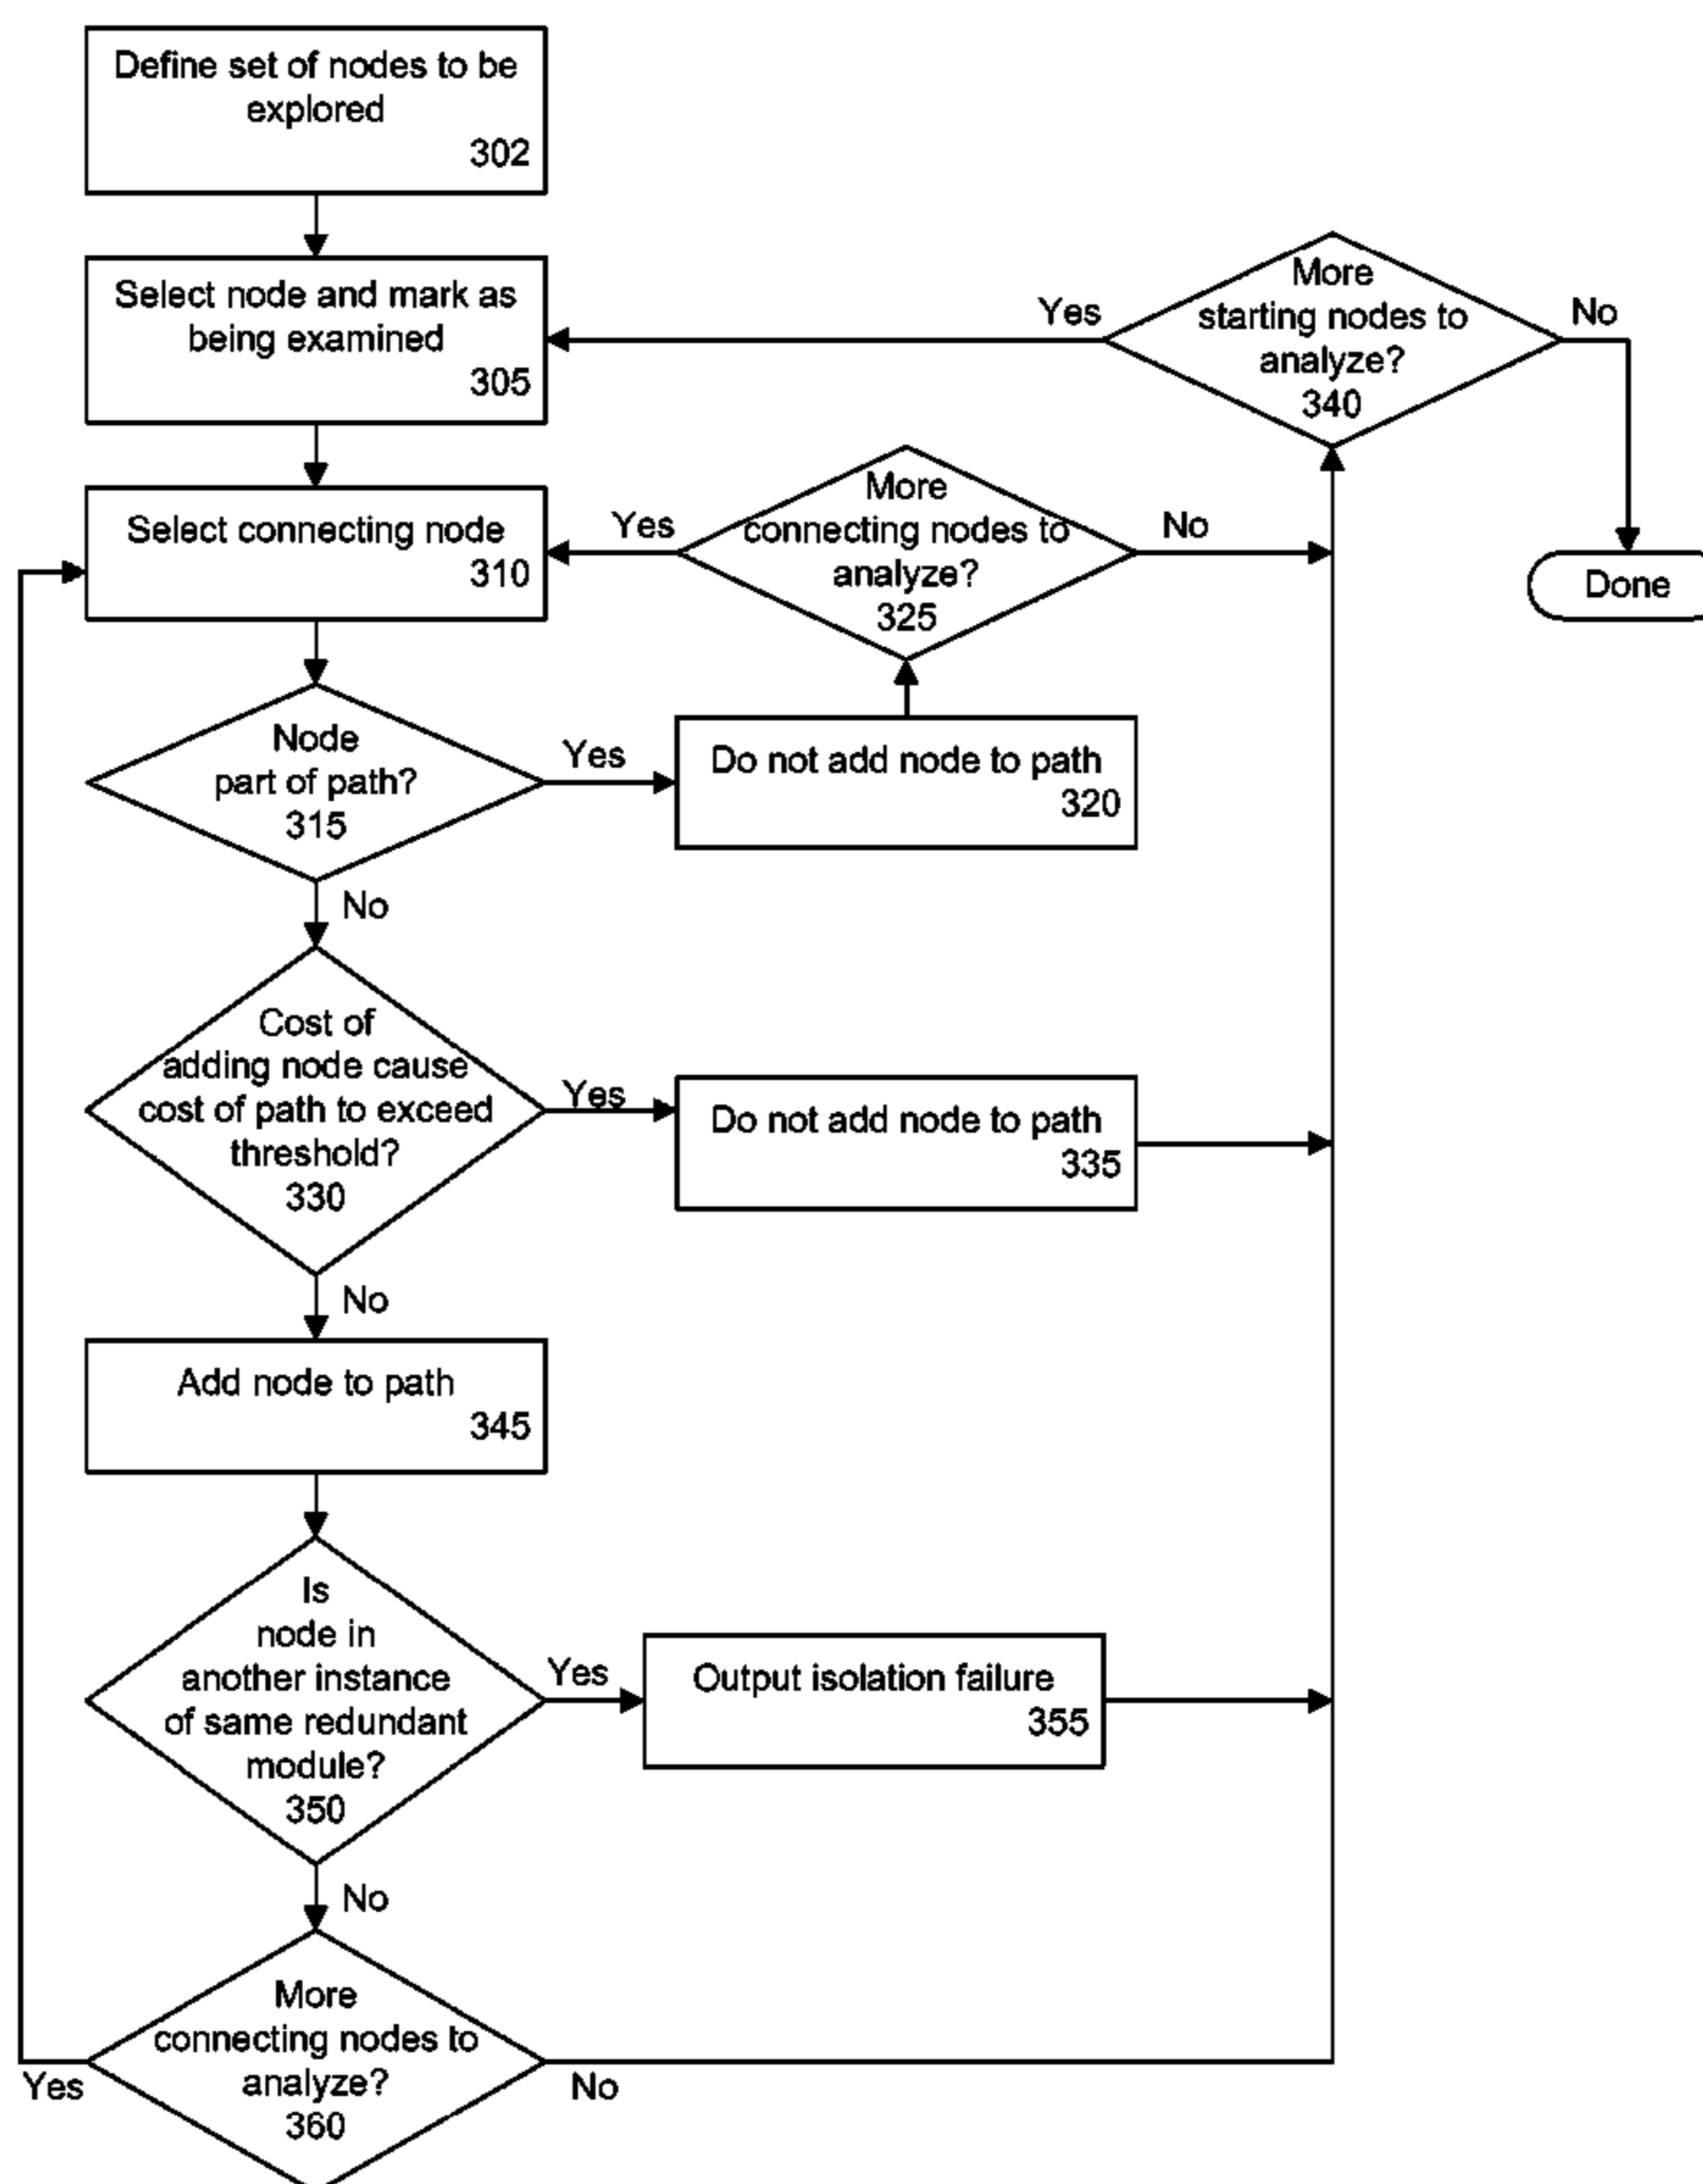 Define set of nodes to be
explored
302
Select node and mark as
being examined
305
More
starting nodes to
analyze?
340
Yes
No
Select connecting node
310
More
connecting nodes to
analyze?
325
Yes
No
Done
Node
part of path?
315
Yes
No
Do not add node to path
320
Cost of
adding node cause
cost of path to exceed
threshold?
330
Yes
No
Do not add node to path
335
Add node to path
345
Is
node in
another instance
of same redundant
module?
350
Yes
No
Output isolation failure
355
More
connecting nodes to
analyze?
360
Yes
No